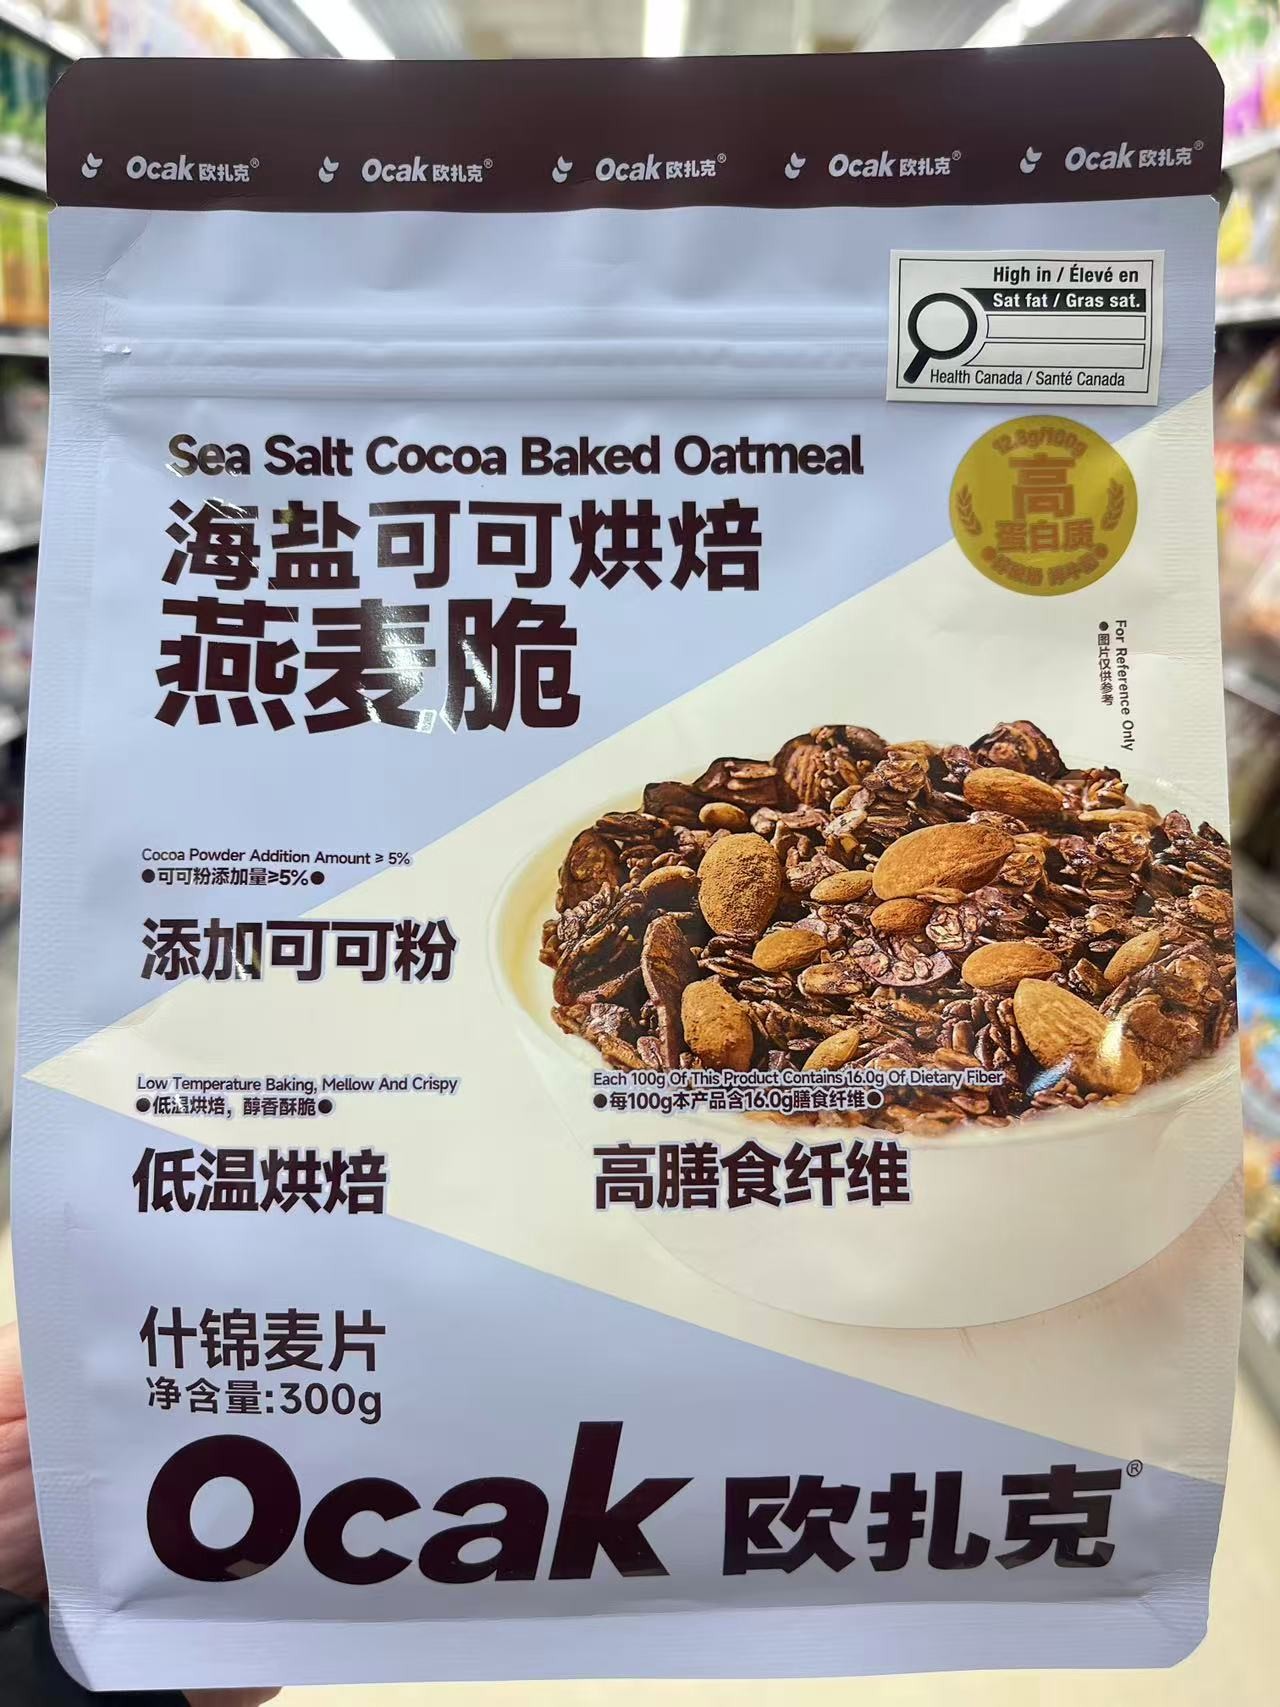 Ocak 欧扎克® Ocak 欧扎克® Ocak 欧扎克® Ocak 欧扎克® Ocak 欧扎克®
High in / Élevé en
Sat fat / Gras sat.
Health Canada / Santé Canada
Sea Salt Cocoa Baked Oatmeal
海盐可可烘焙
燕麦脆
12.8g/100g
高
蛋白质
For Reference Only
●图片仅供参考
Cocoa Powder Addition Amount ≥ 5%
●可可粉添加量≥5%●
添加可可粉
Low Temperature Baking, Mellow And Crispy
●低温烘焙，醇香酥脆●
低温烘焙
Each 100g Of This Product Contains 16.0g Of Dietary Fiber
●每100g本产品含16.0g膳食纤维●
高膳食纤维
什锦麦片
净含量:300g
Ocak 欧扎克®